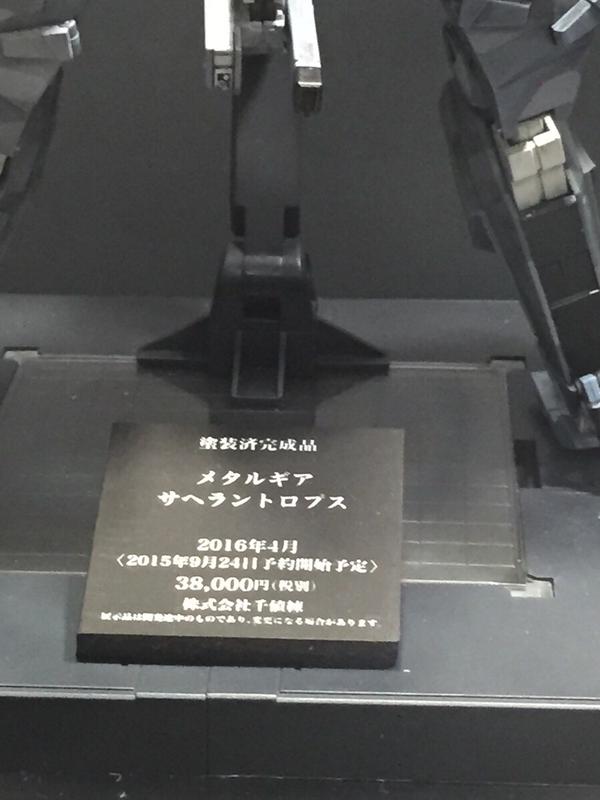 塗装済完成品
メタルギア
サヘラントロプス
2016年4月
〈2015年9月24日予約開始予定〉
38,000円(税別)
株式会社千値練
展示品は開発途中のものであり、変更になる場合があります。